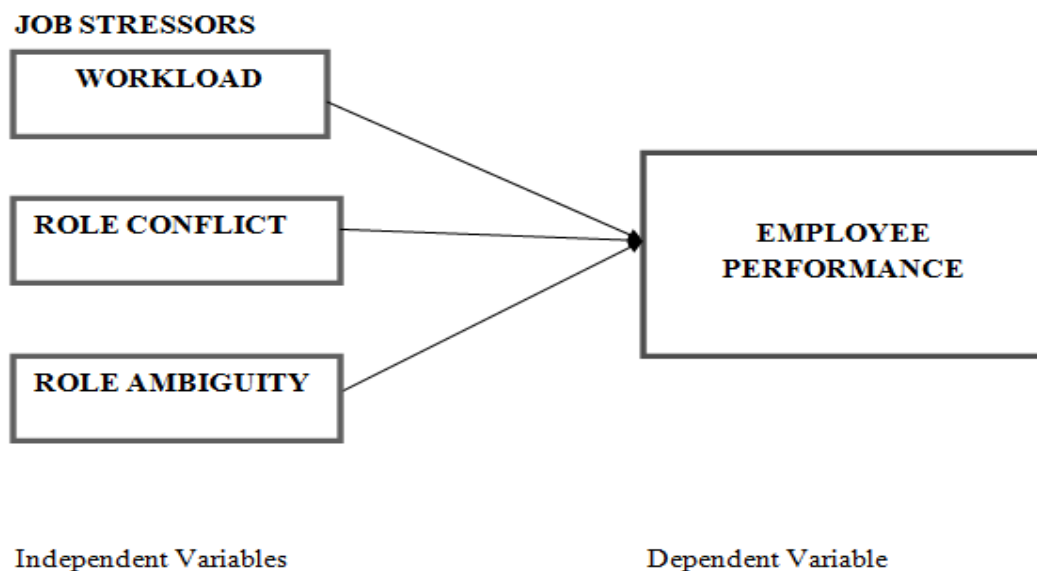 JOB STRESSORS
WORKLOAD
ROLE CONFLICT
ROLE AMBIGUITY
EMPLOYEE
PERFORMANCE
Independent Variables
Dependent Variable